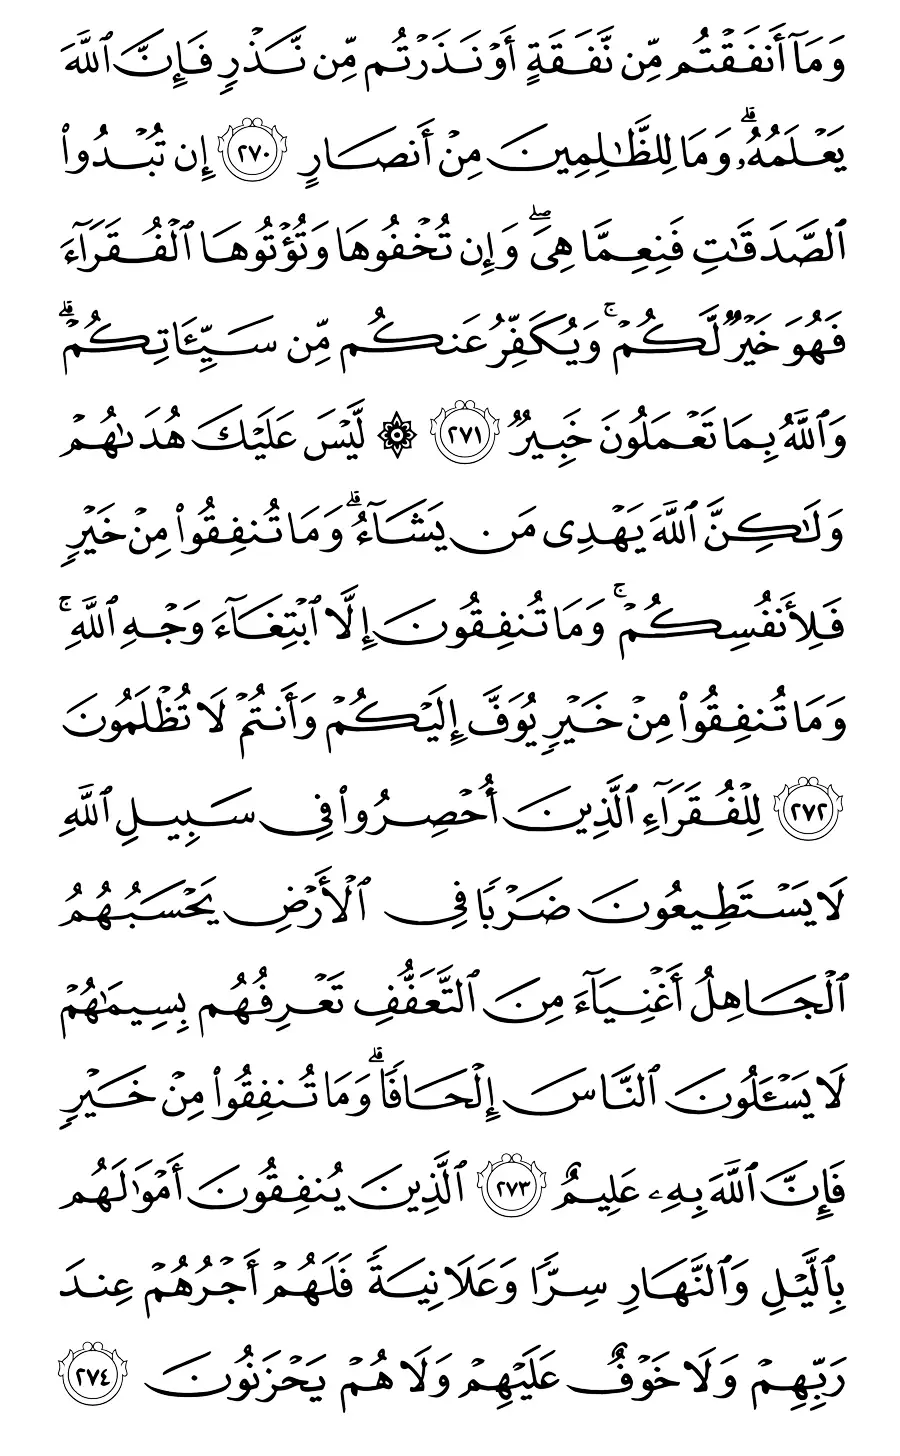 وَمَآ أَنفَقۡتُم مِّن نَّفَقَةٍ أَوۡ نَذَرۡتُم مِّن نَّذۡرٖ فَإِنَّ ٱللَّهَ
يَعۡلَمُهُۥۗ وَمَا لِلظَّٰلِمِينَ مِنۡ أَنصَارٍ ٢٧٠ إِن تُبۡدُواْ
ٱلصَّدَقَٰتِ فَنِعِمَّا هِيَۖ وَإِن تُخۡفُوهَا وَتُؤۡتُوهَا ٱلۡفُقَرَآءَ
فَهُوَ خَيۡرٞ لَّكُمۡۚ وَيُكَفِّرُ عَنكُم مِّن سَيِّـَٔاتِكُمۡۗ
وَٱللَّهُ بِمَا تَعۡمَلُونَ خَبِيرٞ ٢٧١ ۞ لَّيۡسَ عَلَيۡكَ هُدَىٰهُمۡ
وَلَٰكِنَّ ٱللَّهَ يَهۡدِي مَن يَشَآءُۗ وَمَا تُنفِقُواْ مِنۡ خَيۡرٖ
فَلِأَنفُسِكُمۡۚ وَمَا تُنفِقُونَ إِلَّا ٱبۡتِغَآءَ وَجۡهِ ٱللَّهِۚ
وَمَا تُنفِقُواْ مِنۡ خَيۡرٖ يُوَفَّ إِلَيۡكُمۡ وَأَنتُمۡ لَا تُظۡلَمُونَ
٢٧٢ لِلۡفُقَرَآءِ ٱلَّذِينَ أُحۡصِرُواْ فِي سَبِيلِ ٱللَّهِ
لَا يَسۡتَطِيعُونَ ضَرۡبٗا فِي ٱلۡأَرۡضِ يَحۡسَبُهُمُ
ٱلۡجَاهِلُ أَغۡنِيَآءَ مِنَ ٱلتَّعَفُّفِ تَعۡرِفُهُم بِسِيمَٰهُمۡ
لَا يَسۡـَٔلُونَ ٱلنَّاسَ إِلۡحَافٗاۗ وَمَا تُنفِقُواْ مِنۡ خَيۡرٖ
فَإِنَّ ٱللَّهَ بِهِۦ عَلِيمٌ ٢٧٣ ٱلَّذِينَ يُنفِقُونَ أَمۡوَٰلَهُم
بِٱلَّيۡلِ وَٱلنَّهَارِ سِرّٗا وَعَلَانِيَةٗ فَلَهُمۡ أَجۡرُهُمۡ عِندَ
رَبِّهِمۡ وَلَا خَوۡفٌ عَلَيۡهِمۡ وَلَا هُمۡ يَحۡزَنُونَ ٢٧٤